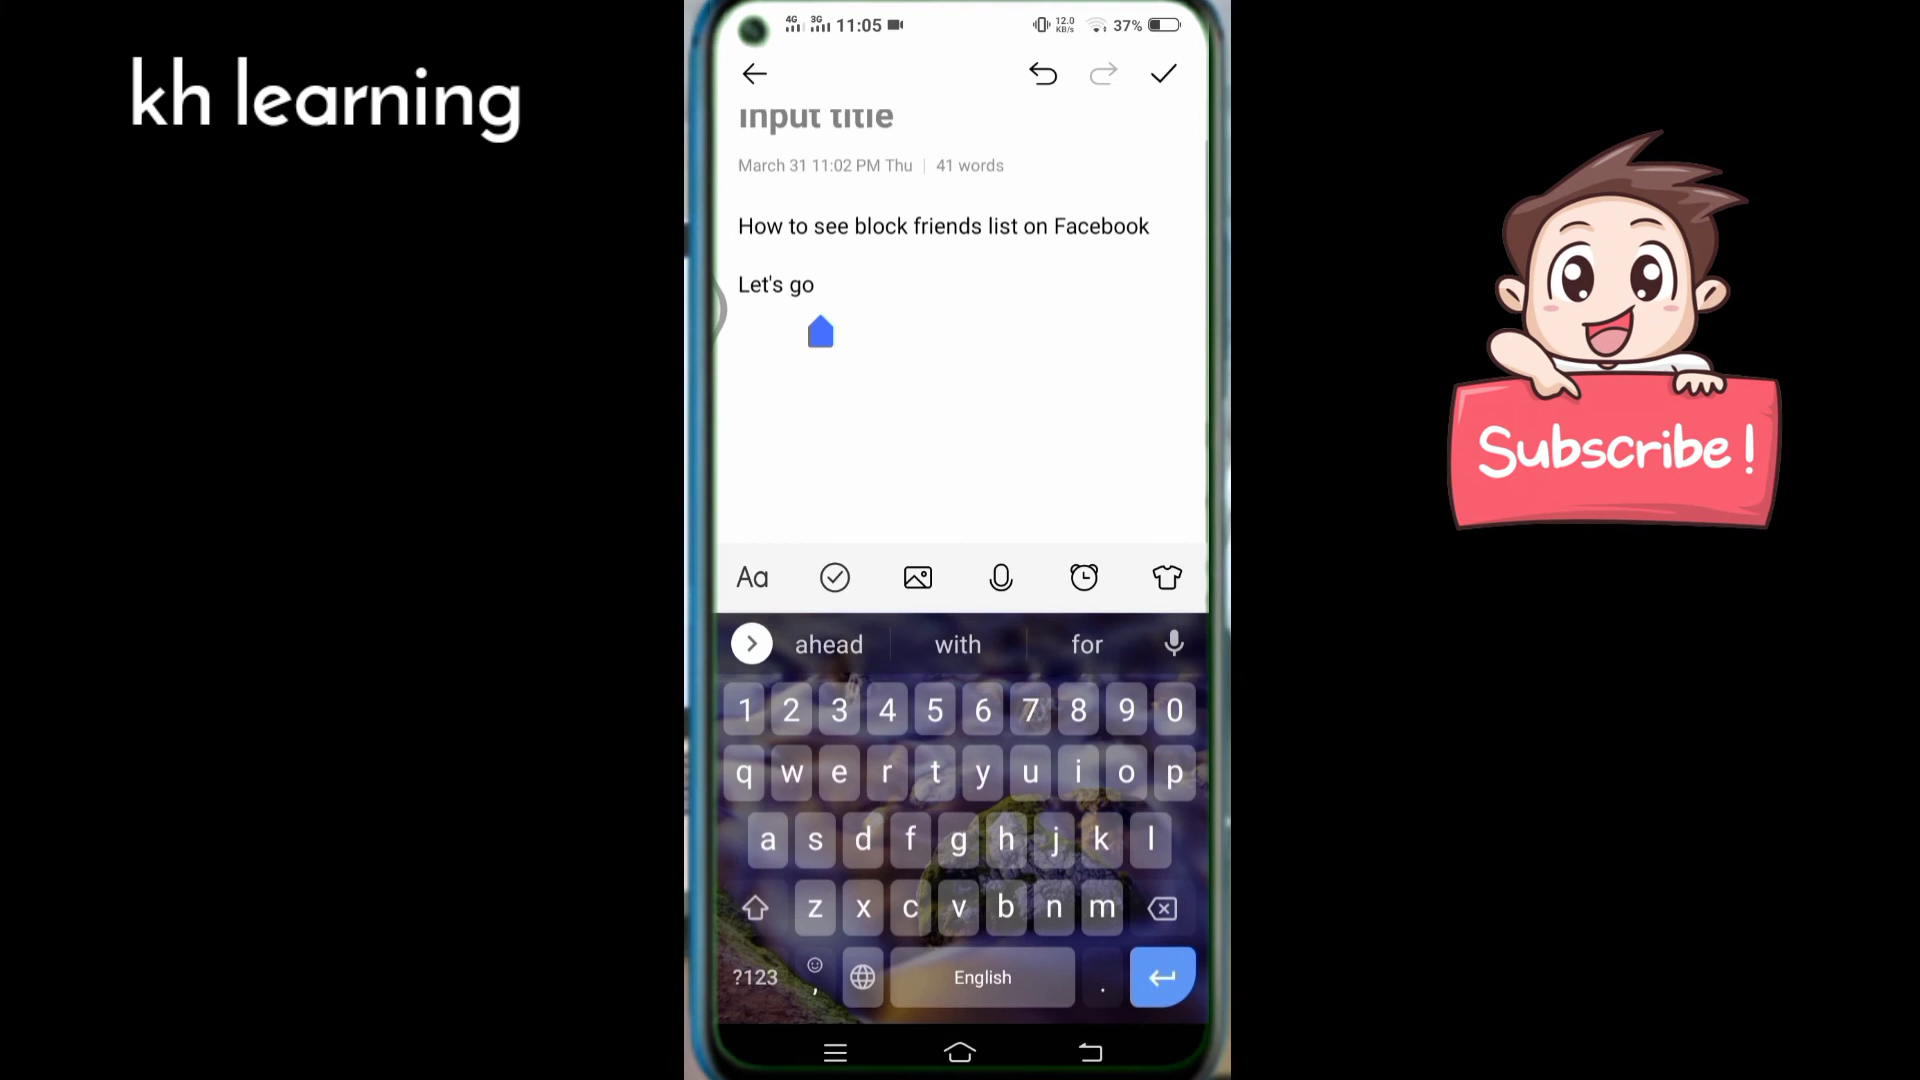 kh learning
4G 3G 11:05 12.0 KB/s 37%
Input title
March 31 11:02 PM Thu | 41 words
How to see block friends list on Facebook
Let's go
Aa
ahead with for
1 2 3 4 5 6 7 8 9 0
q w e r t y u i o p
a s d f g h j k l
z x c v b n m
?123 , English .
Subscribe !